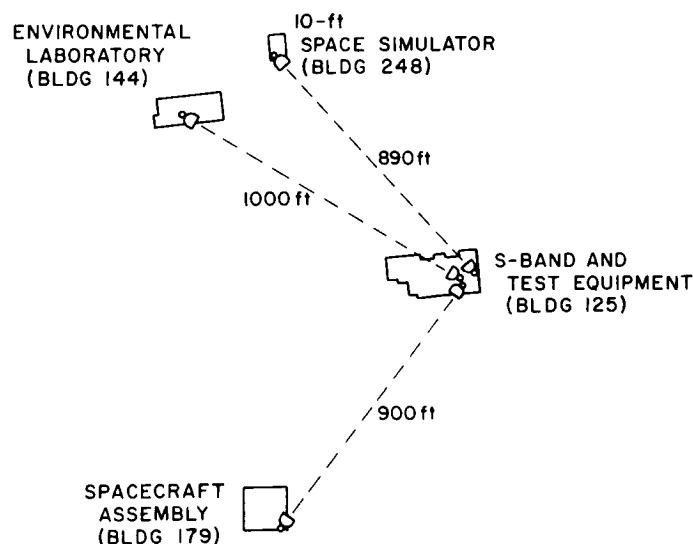 ENVIRONMENTAL
LABORATORY
(BLDG 144)
10-ft
SPACE SIMULATOR
(BLDG 248)
890 ft
1000 ft
S-BAND AND
TEST EQUIPMENT
(BLDG 125)
900 ft
SPACECRAFT
ASSEMBLY
(BLDG 179)